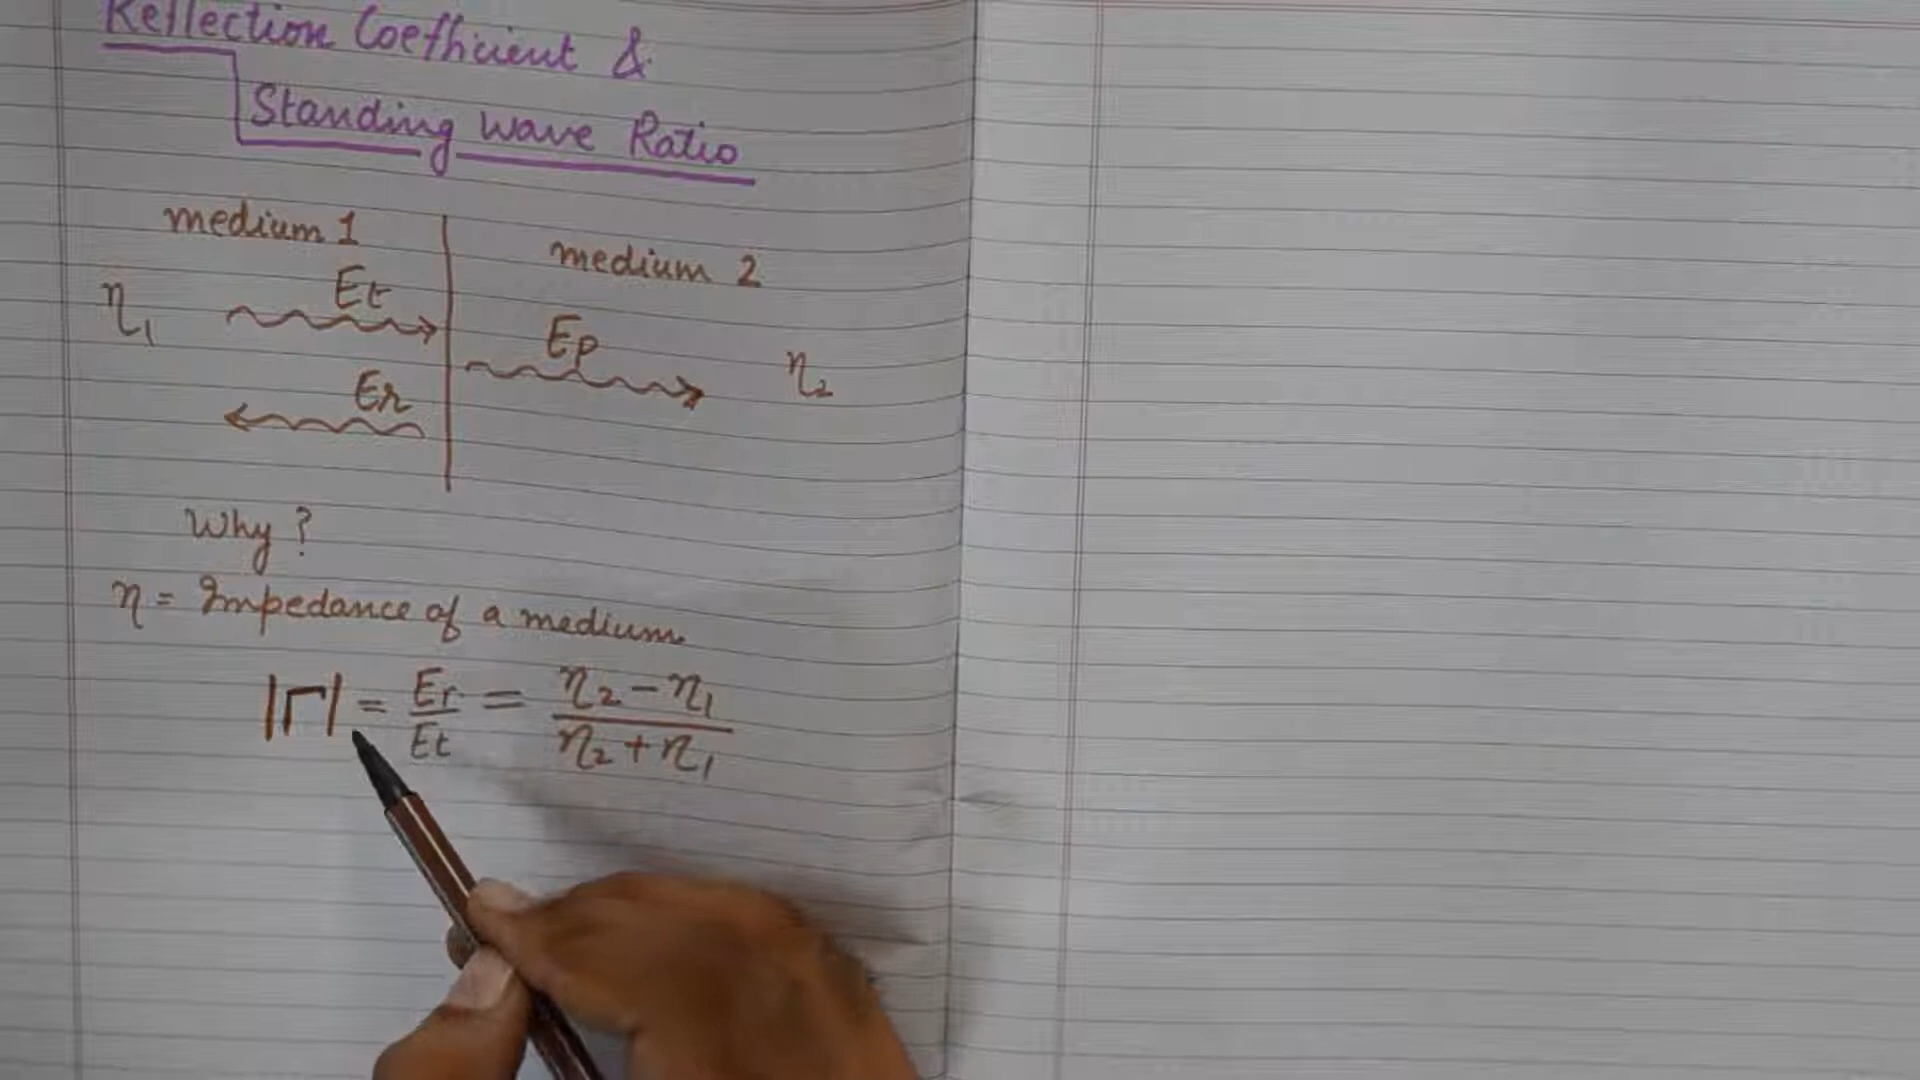 Reflection Coefficient &
Standing Wave Ratio
medium 1
medium 2
η₁
Et
Ep
η₂
Er
Why?
η = Impedance of a medium.
|Γ| = Er/Et = (η₂ - η₁)/(η₂ + η₁)